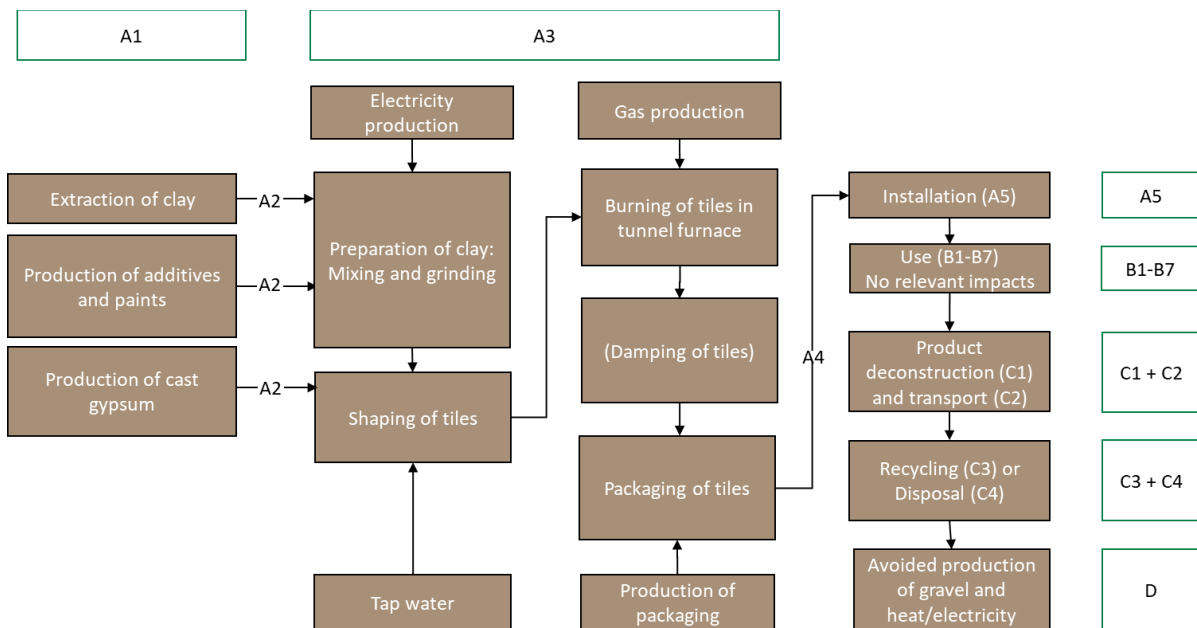 A1
A3
Electricity
production
Gas production
Extraction of clay
A2
Preparation of clay:
Mixing and grinding
Burning of tiles in
tunnel furnace
Installation (A5)
A5
Production of additives
and paints
A2
Use (B1-B7)
No relevant impacts
B1-B7
(Damping of tiles)
A4
Product
deconstruction (C1)
and transport (C2)
C1 + C2
Production of cast
gypsum
A2
Shaping of tiles
Packaging of tiles
Recycling (C3) or
Disposal (C4)
C3 + C4
Tap water
Production of
packaging
Avoided production
of gravel and
heat/electricity
D